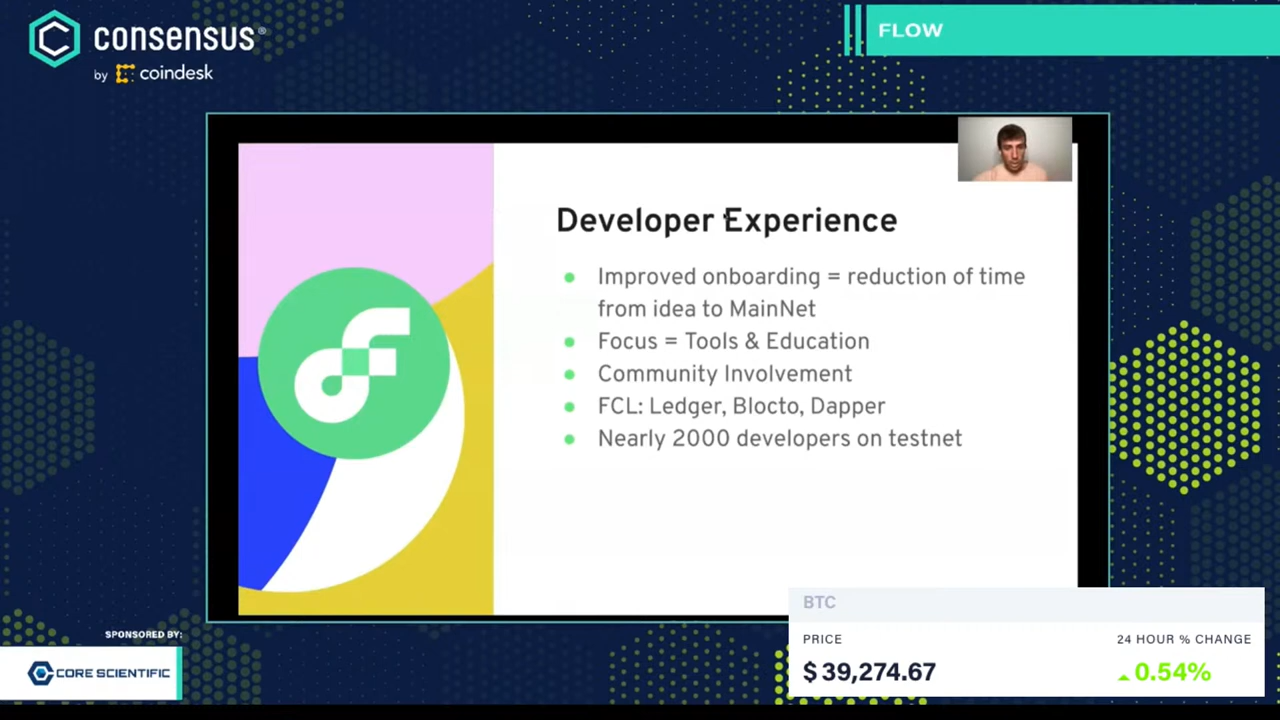 consensus®
by coindesk
FLOW
Developer Experience
● Improved onboarding = reduction of time
from idea to MainNet
● Focus = Tools & Education
● Community Involvement
● FCL: Ledger, Blocto, Dapper
● Nearly 2000 developers on testnet
BTC
PRICE
24 HOUR % CHANGE
$ 39,274.67
0.54%
SPONSORED BY:
CORE SCIENTIFIC